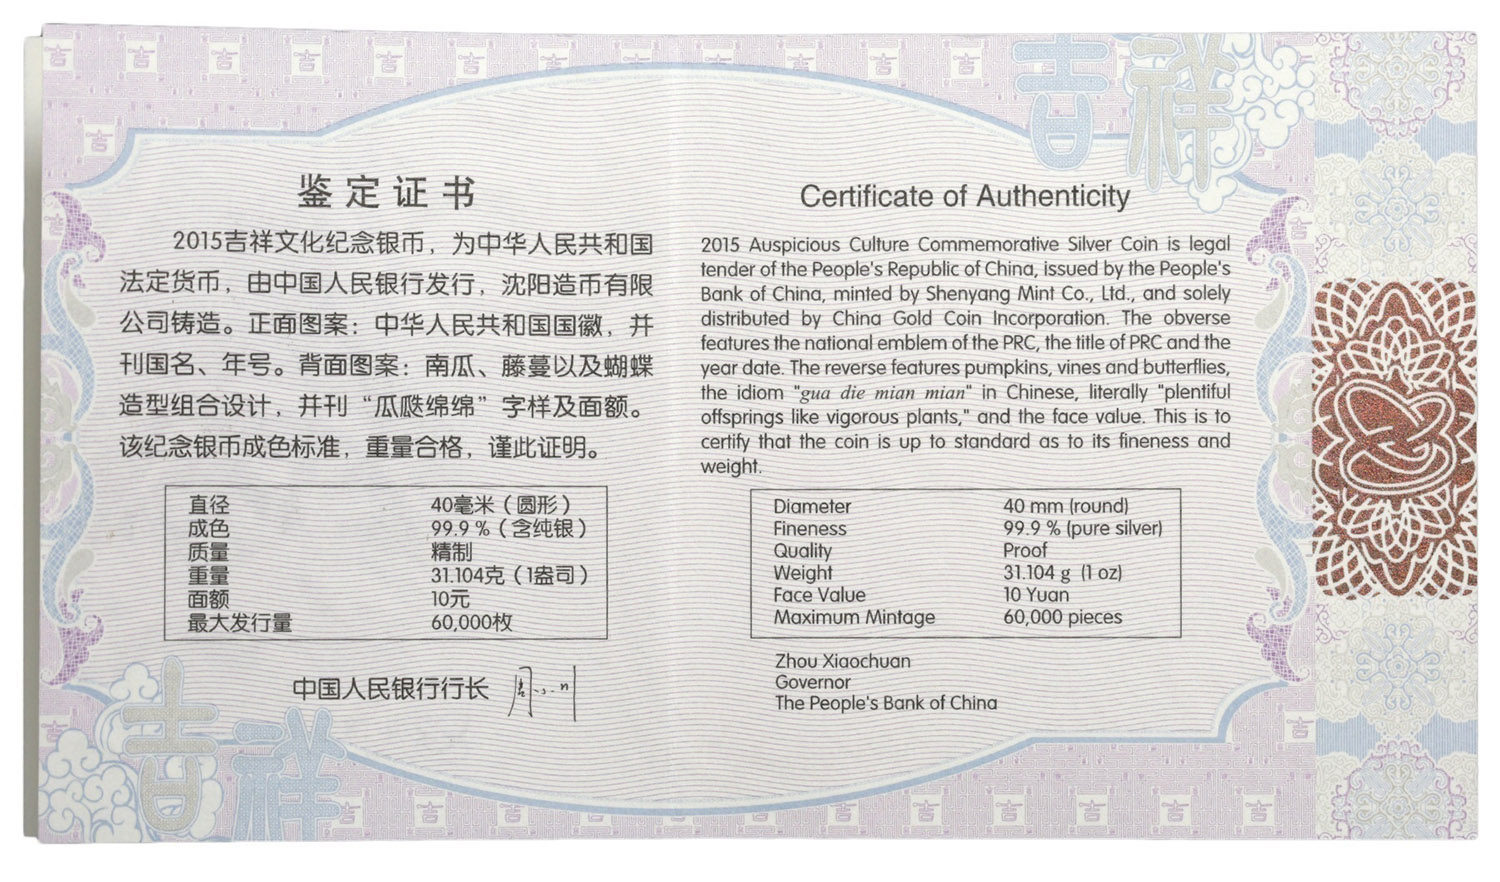 鉴定证书
2015吉祥文化纪念银币，为中华人民共和国
法定货币，由中国人民银行发行，沈阳造币有限
公司铸造。正面图案：中华人民共和国国徽，并
刊国名、年号。背面图案：南瓜、藤蔓以及蝴蝶
造型组合设计，并刊“瓜瓞绵绵”字样及面额。
该纪念银币成色标准，重量合格，谨此证明。
直径 40毫米（圆形）
成色 99.9 %（含纯银）
质量 精制
重量 31.104克（1盎司）
面额 10元
最大发行量 60,000枚
中国人民银行行长
吉祥
Certificate of Authenticity
2015 Auspicious Culture Commemorative Silver Coin is legal
tender of the People's Republic of China, issued by the People's
Bank of China, minted by Shenyang Mint Co., Ltd., and solely
distributed by China Gold Coin Incorporation. The obverse
features the national emblem of the PRC, the title of PRC and the
year date. The reverse features pumpkins, vines and butterflies,
the idiom "gua die mian mian" in Chinese, literally "plentiful
offsprings like vigorous plants," and the face value. This is to
certify that the coin is up to standard as to its fineness and
weight.
Diameter 40 mm (round)
Fineness 99.9 % (pure silver)
Quality Proof
Weight 31.104 g (1 oz)
Face Value 10 Yuan
Maximum Mintage 60,000 pieces
Zhou Xiaochuan
Governor
The People's Bank of China
吉祥